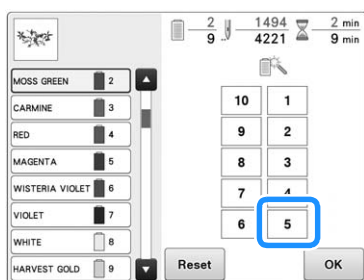 2 1494 2 min
9 4221 9 min
MOSS GREEN 2
CARMINE 3
RED 4
MAGENTA 5
WISTERIA VIOLET 6
VIOLET 7
WHITE 8
HARVEST GOLD 9
10 1
9 2
8 3
7 4
6 5
Reset OK